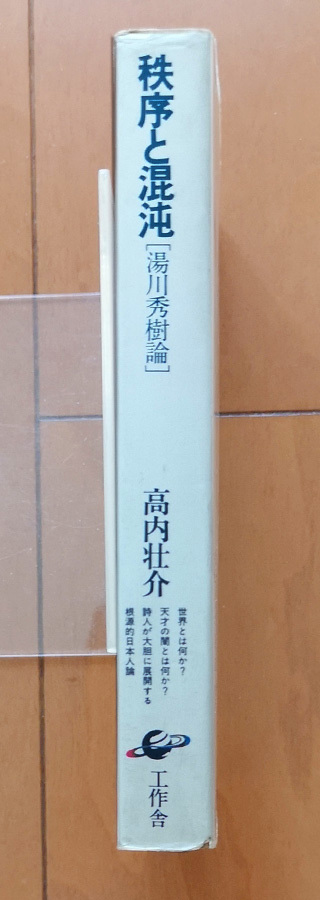 秩序と混沌
[湯川秀樹論]
高内壮介
世界とは何か?
天才の闇とは何か?
詩人が大胆に展開する
根源的日本人論
工作舎